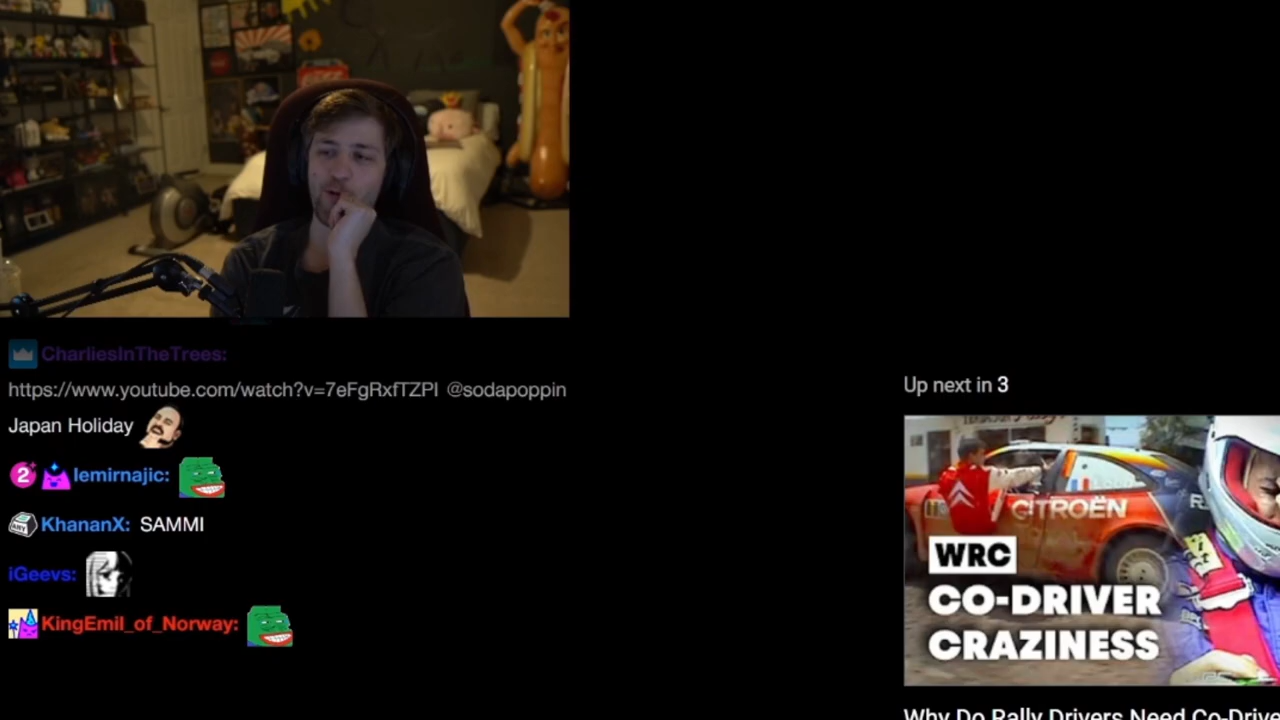 CharliesInTheTrees:
https://www.youtube.com/watch?v=7eFgRxfTZPI @sodapoppin
Japan Holiday
2 lemirnajic:
KhananX: SAMMI
iGeevs:
KingEmil_of_Norway:
Up next in 3
CITROËN
WRC
CO-DRIVER
CRAZINESS
Why Do Rally Drivers Need Co-Drive